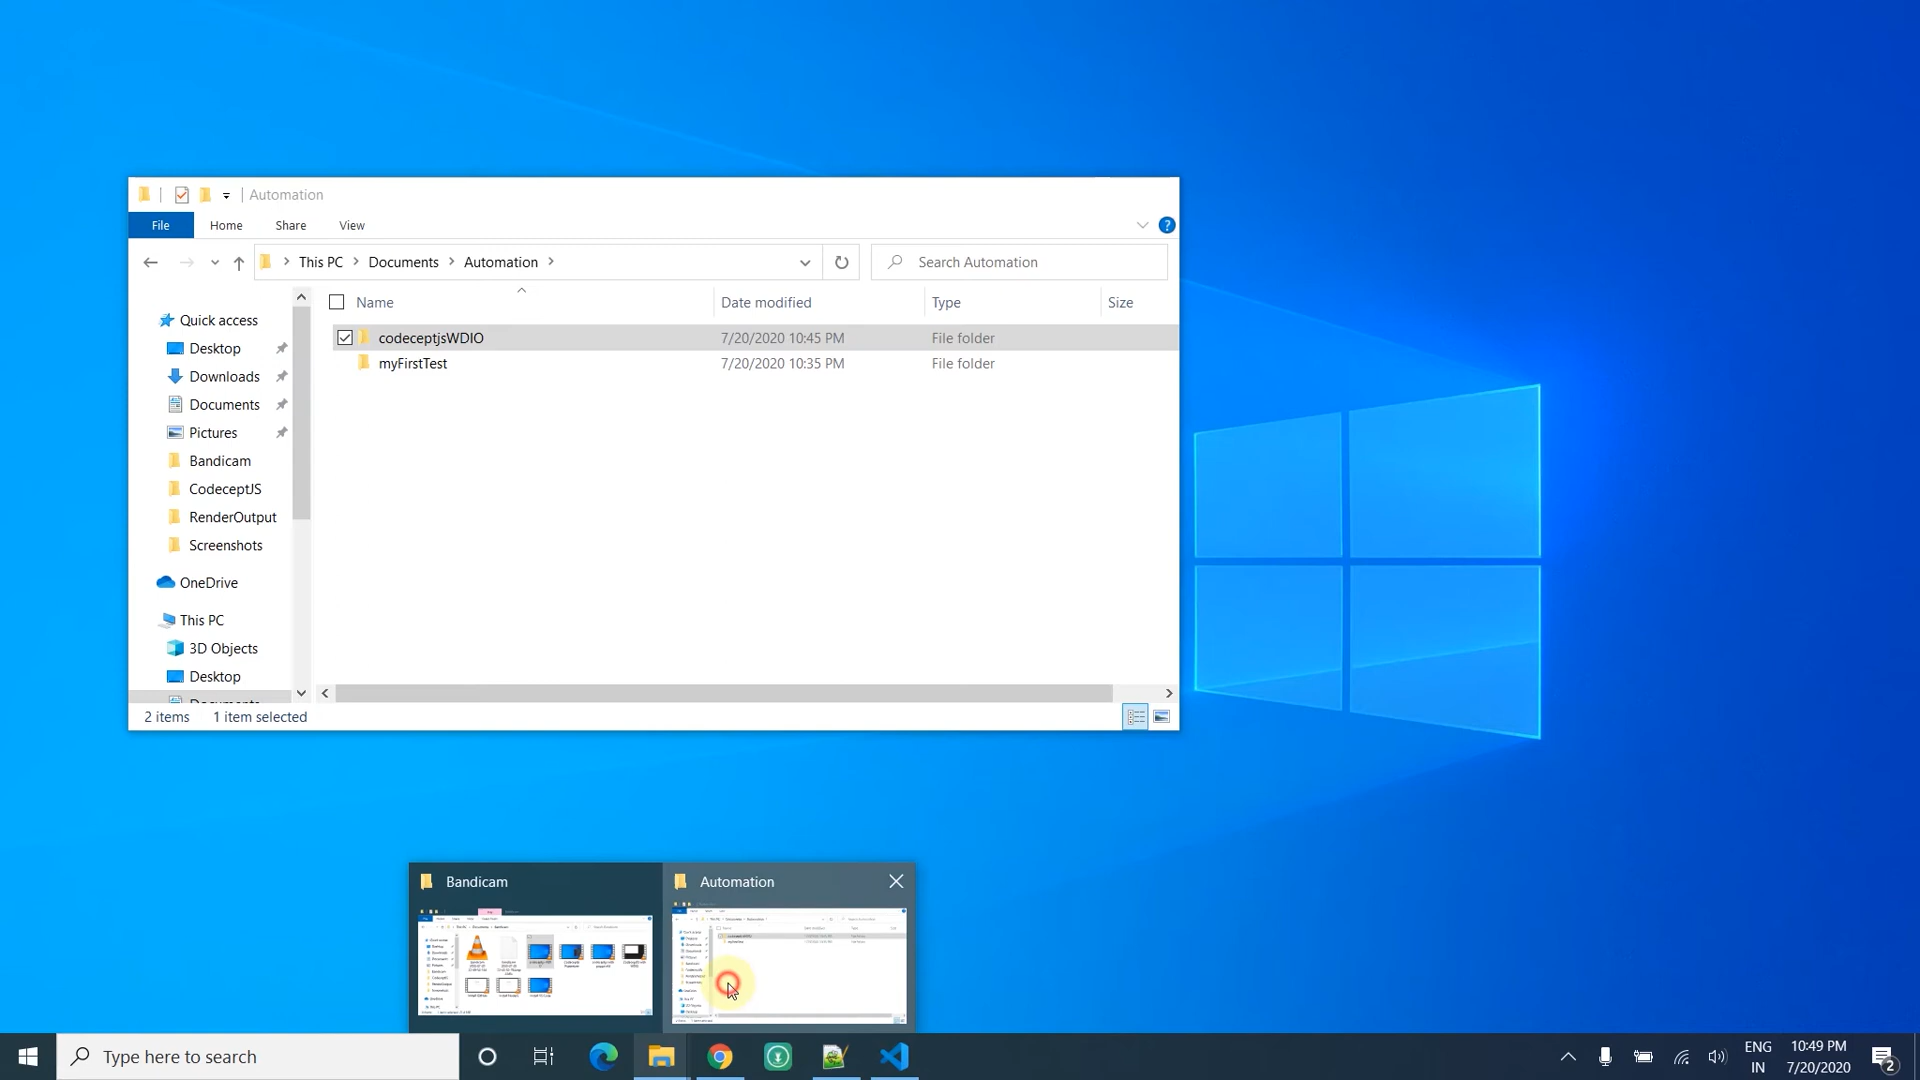 Automation
File Home Share View
This PC Documents Automation
Search Automation
Name Date modified Type Size
Quick access
Desktop
Downloads
Documents
Pictures
Bandicam
CodeceptJS
RenderOutput
Screenshots
OneDrive
This PC
3D Objects
Desktop
codeceptjsWDIO 7/20/2020 10:45 PM File folder
myFirstTest 7/20/2020 10:35 PM File folder
2 items 1 item selected
Bandicam
Automation
Type here to search
ENG
IN
10:49 PM
7/20/2020
2